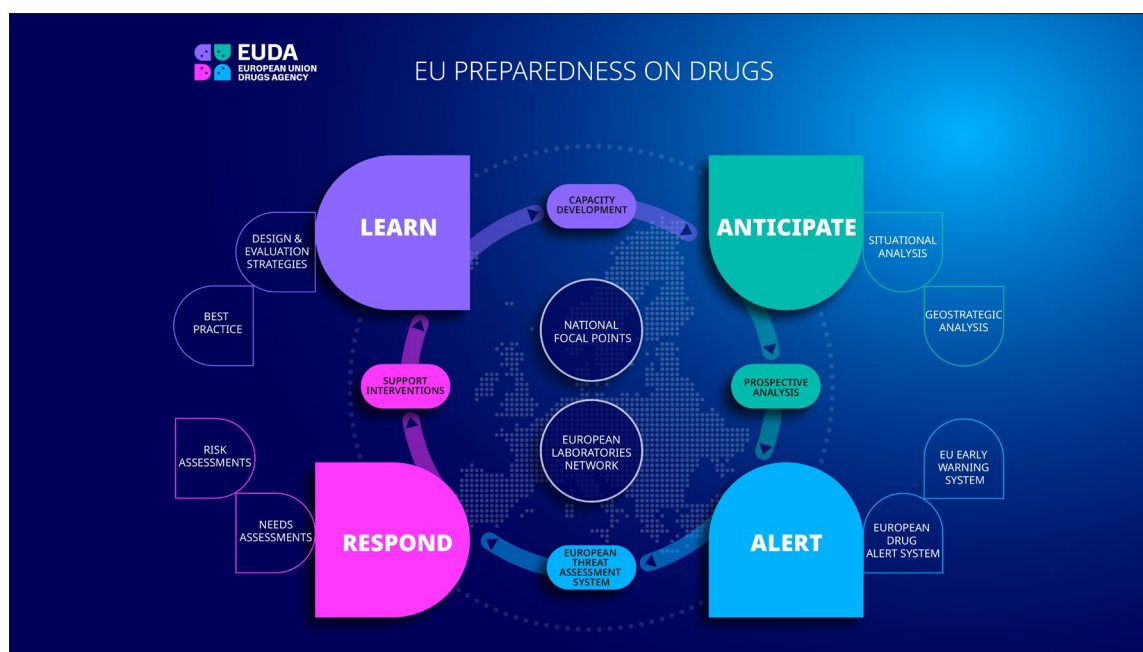 EUDA
EUROPEAN UNION
DRUGS AGENCY
EU PREPAREDNESS ON DRUGS
LEARN
CAPACITY
DEVELOPMENT
ANTICIPATE
DESIGN &
EVALUATION
STRATEGIES
SITUATIONAL
ANALYSIS
BEST
PRACTICE
NATIONAL
FOCAL POINTS
GEOSTRATEGIC
ANALYSIS
SUPPORT
INTERVENTIONS
PROSPECTIVE
ANALYSIS
RISK
ASSESSMENTS
EUROPEAN
LABORATORIES
NETWORK
EU EARLY
WARNING
SYSTEM
NEEDS
ASSESSMENTS
RESPOND
EUROPEAN
THREAT
ASSESSMENT
SYSTEM
ALERT
EUROPEAN
DRUG
ALERT SYSTEM